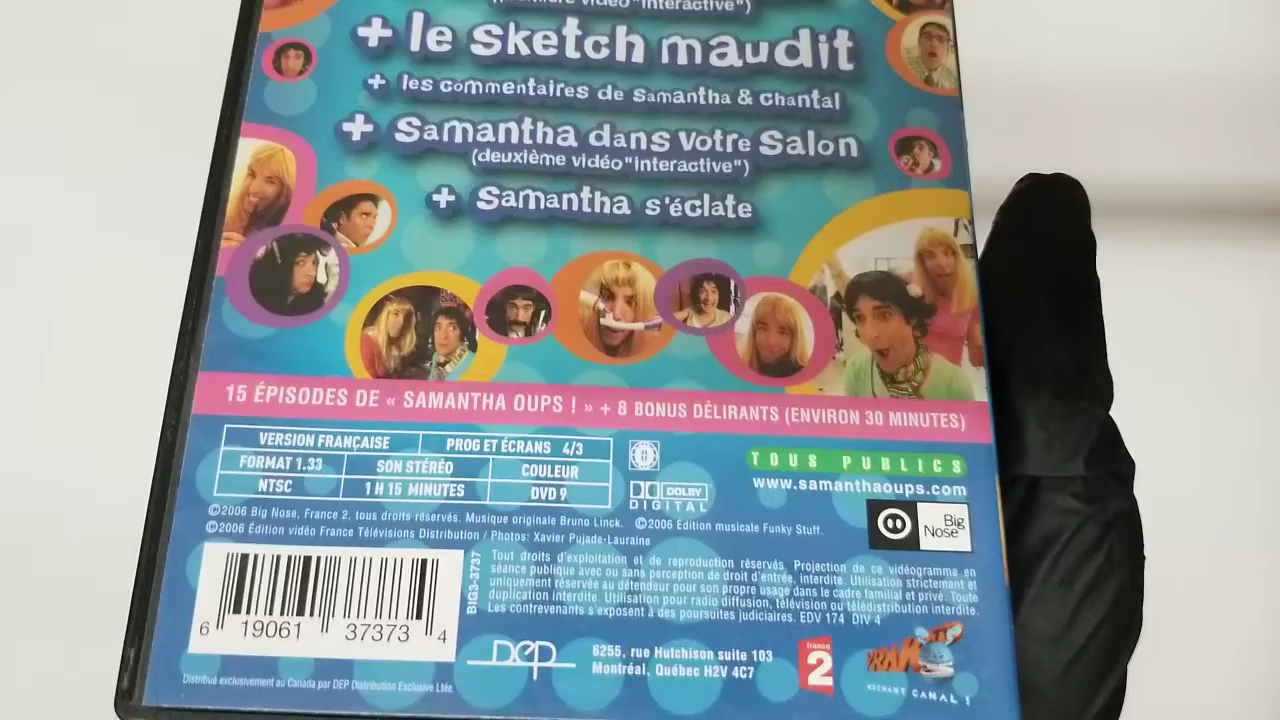 (première vidéo "interactive")
+ le sketch maudit
+ les commentaires de Samantha & Chantal
+ Samantha dans votre Salon
(deuxième vidéo "interactive")
+ Samantha s'éclate
15 ÉPISODES DE « SAMANTHA OUPS ! » + 8 BONUS DÉLIRANTS (ENVIRON 30 MINUTES)
VERSION FRANÇAISE PROG ET ÉCRANS 4/3
FORMAT 1.33 SON STÉRÉO COULEUR
NTSC 1 H 15 MINUTES DVD 9
DOLBY
DIGITAL
TOUS PUBLICS
www.samanthaoups.com
Big
Nose
©2006 Big Nose, France 2, tous droits réservés. Musique originale Bruno Linck. ©2006 Édition musicale Funky Stuff.
©2006 Édition vidéo France Télévisions Distribution / Photos: Xavier Pujade-Lauraine
BIG3-3737
Tout droits d'exploitation et de reproduction réservés. Projection de ce vidéogramme en
séance publique avec ou sans perception de droit d'entrée, interdite. Utilisation strictement et
uniquement réservée au détendeur pour son propre usage dans le cadre familial et privé. Toute
duplication interdite. Utilisation pour radio diffusion, télévision ou télédistribution interdite.
Les contrevenants s'exposent à des poursuites judiciaires. EDV 174 DIV 4
6 19061 37373 4
DEP
6255, rue Hutchison suite 103
Montréal, Québec H2V 4C7
france
2
VRAK.TV
MÉCHANT CANAL !
Distribué exclusivement au Canada par DEP Distribution Exclusive Ltée.